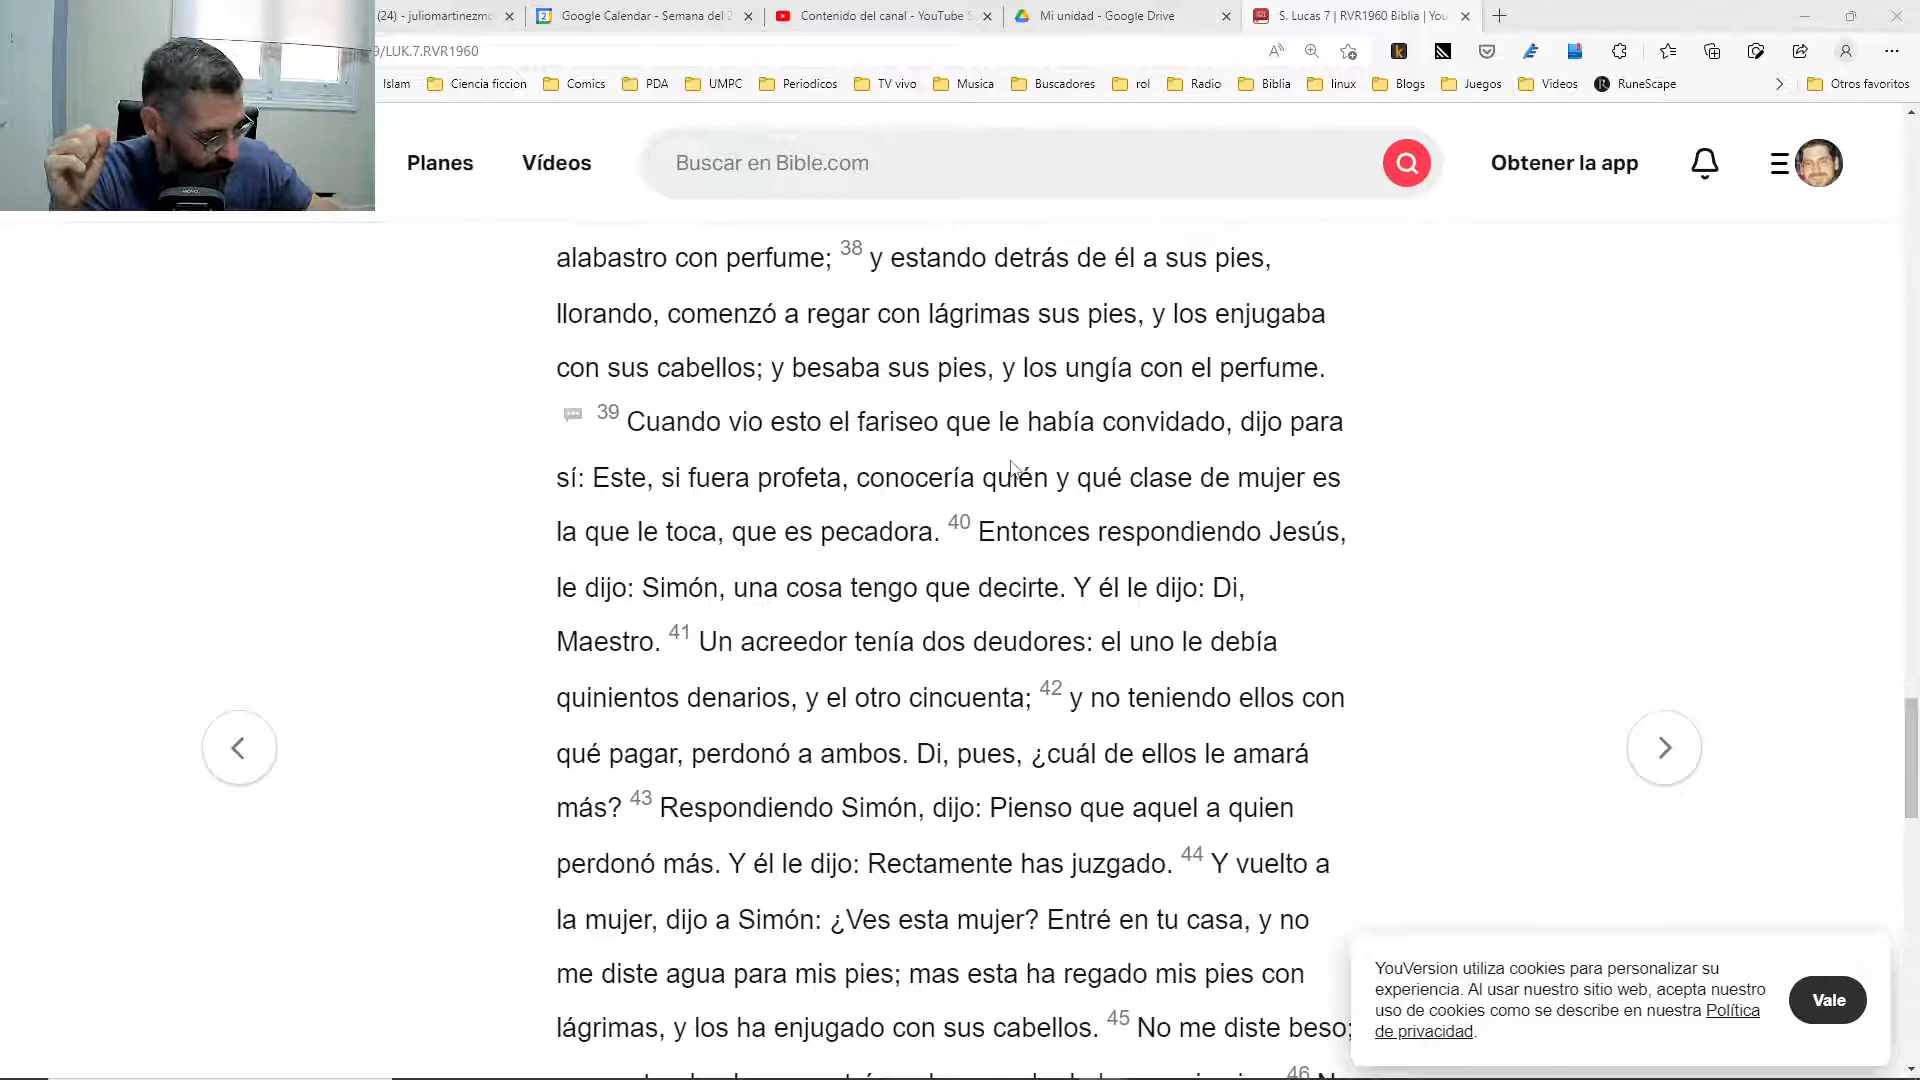 (24) - juliomartinezmo
Google Calendar - Semana del 2
Contenido del canal - YouTube S
Mi unidad - Google Drive
S. Lucas 7 | RVR1960 Biblia | You
9/LUK.7.RVR1960
Islam
Ciencia ficcion
Comics
PDA
UMPC
Periodicos
TV vivo
Musica
Buscadores
rol
Radio
Biblia
linux
Blogs
Juegos
Videos
RuneScape
Otros favoritos
Planes
Vídeos
Buscar en Bible.com
Obtener la app
alabastro con perfume; 38 y estando detrás de él a sus pies,
llorando, comenzó a regar con lágrimas sus pies, y los enjugaba
con sus cabellos; y besaba sus pies, y los ungía con el perfume.
39 Cuando vio esto el fariseo que le había convidado, dijo para
sí: Este, si fuera profeta, conocería quién y qué clase de mujer es
la que le toca, que es pecadora. 40 Entonces respondiendo Jesús,
le dijo: Simón, una cosa tengo que decirte. Y él le dijo: Di,
Maestro. 41 Un acreedor tenía dos deudores: el uno le debía
quinientos denarios, y el otro cincuenta; 42 y no teniendo ellos con
qué pagar, perdonó a ambos. Di, pues, ¿cuál de ellos le amará
más? 43 Respondiendo Simón, dijo: Pienso que aquel a quien
perdonó más. Y él le dijo: Rectamente has juzgado. 44 Y vuelto a
la mujer, dijo a Simón: ¿Ves esta mujer? Entré en tu casa, y no
me diste agua para mis pies; mas esta ha regado mis pies con
lágrimas, y los ha enjugado con sus cabellos. 45 No me diste beso;
46
YouVersion utiliza cookies para personalizar su
experiencia. Al usar nuestro sitio web, acepta nuestro
uso de cookies como se describe en nuestra Política
de privacidad.
Vale